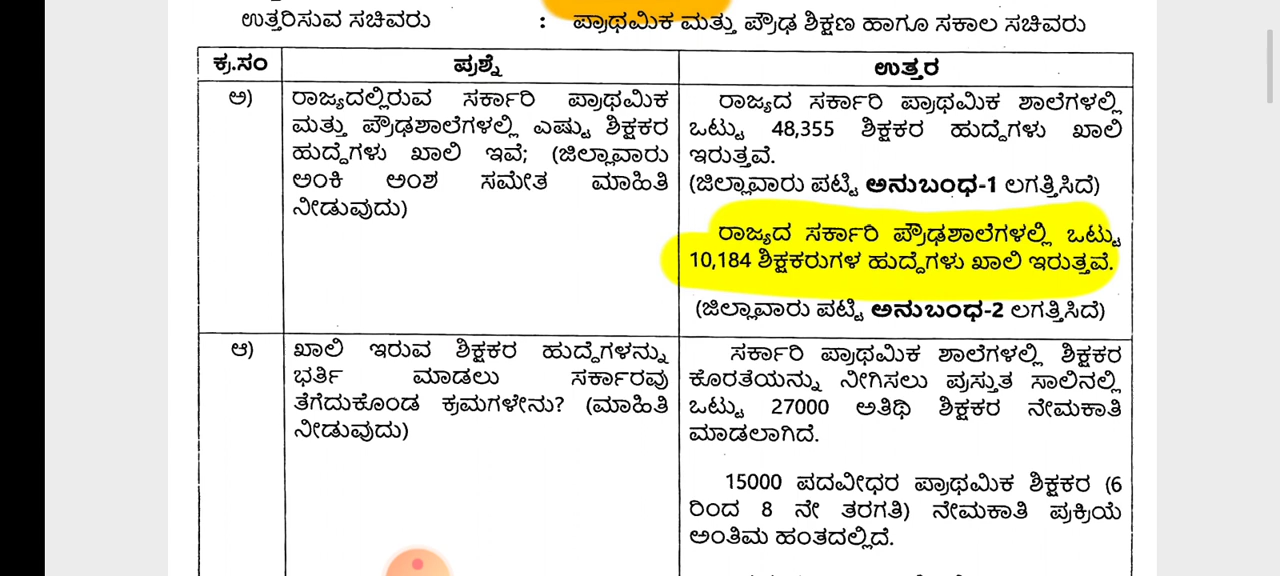 ಉತ್ತರಿಸುವ ಸಚಿವರು : ಪ್ರಾಥಮಿಕ ಮತ್ತು ಪ್ರೌಢ ಶಿಕ್ಷಣ ಹಾಗೂ ಸಕಾಲ ಸಚಿವರು
ಕ್ರ.ಸಂ ಪ್ರಶ್ನೆ ಉತ್ತರ
ಅ)
ರಾಜ್ಯದಲ್ಲಿರುವ ಸರ್ಕಾರಿ ಪ್ರಾಥಮಿಕ
ಮತ್ತು ಪ್ರೌಢಶಾಲೆಗಳಲ್ಲಿ ಎಷ್ಟು ಶಿಕ್ಷಕರ
ಹುದ್ದೆಗಳು ಖಾಲಿ ಇವೆ; (ಜಿಲ್ಲಾವಾರು
ಅಂಕಿ ಅಂಶ ಸಮೇತ ಮಾಹಿತಿ
ನೀಡುವುದು)
ರಾಜ್ಯದ ಸರ್ಕಾರಿ ಪ್ರಾಥಮಿಕ ಶಾಲೆಗಳಲ್ಲಿ
ಒಟ್ಟು 48,355 ಶಿಕ್ಷಕರ ಹುದ್ದೆಗಳು ಖಾಲಿ
ಇರುತ್ತವೆ.
(ಜಿಲ್ಲಾವಾರು ಪಟ್ಟಿ ಅನುಬಂಧ-1 ಲಗತ್ತಿಸಿದೆ)
ರಾಜ್ಯದ ಸರ್ಕಾರಿ ಪ್ರೌಢಶಾಲೆಗಳಲ್ಲಿ ಒಟ್ಟು
10,184 ಶಿಕ್ಷಕರುಗಳ ಹುದ್ದೆಗಳು ಖಾಲಿ ಇರುತ್ತವೆ.
(ಜಿಲ್ಲಾವಾರು ಪಟ್ಟಿ ಅನುಬಂಧ-2 ಲಗತ್ತಿಸಿದೆ)
ಆ)
ಖಾಲಿ ಇರುವ ಶಿಕ್ಷಕರ ಹುದ್ದೆಗಳನ್ನು
ಭರ್ತಿ ಮಾಡಲು ಸರ್ಕಾರವು
ತೆಗೆದುಕೊಂಡ ಕ್ರಮಗಳೇನು? (ಮಾಹಿತಿ
ನೀಡುವುದು)
ಸರ್ಕಾರಿ ಪ್ರಾಥಮಿಕ ಶಾಲೆಗಳಲ್ಲಿ ಶಿಕ್ಷಕರ
ಕೊರತೆಯನ್ನು ನೀಗಿಸಲು ಪ್ರಸ್ತುತ ಸಾಲಿನಲ್ಲಿ
ಒಟ್ಟು 27000 ಅತಿಥಿ ಶಿಕ್ಷಕರ ನೇಮಕಾತಿ
ಮಾಡಲಾಗಿದೆ.
15000 ಪದವೀಧರ ಪ್ರಾಥಮಿಕ ಶಿಕ್ಷಕರ (6
ರಿಂದ 8 ನೇ ತರಗತಿ) ನೇಮಕಾತಿ ಪ್ರಕ್ರಿಯೆ
ಅಂತಿಮ ಹಂತದಲ್ಲಿದೆ.